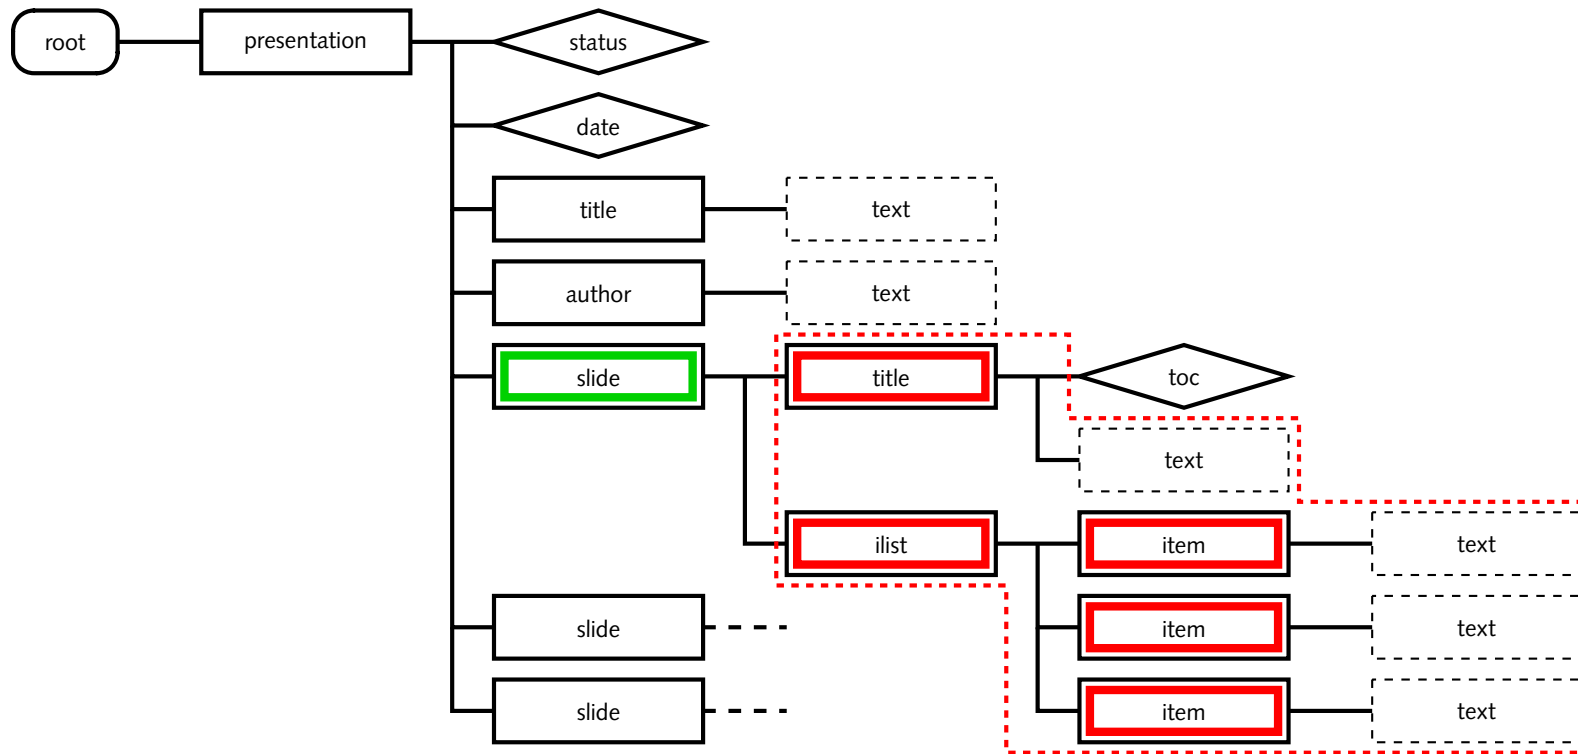 root presentation status
date
title text
author text
slide title toc
text
ilist item text
slide item text
slide item text